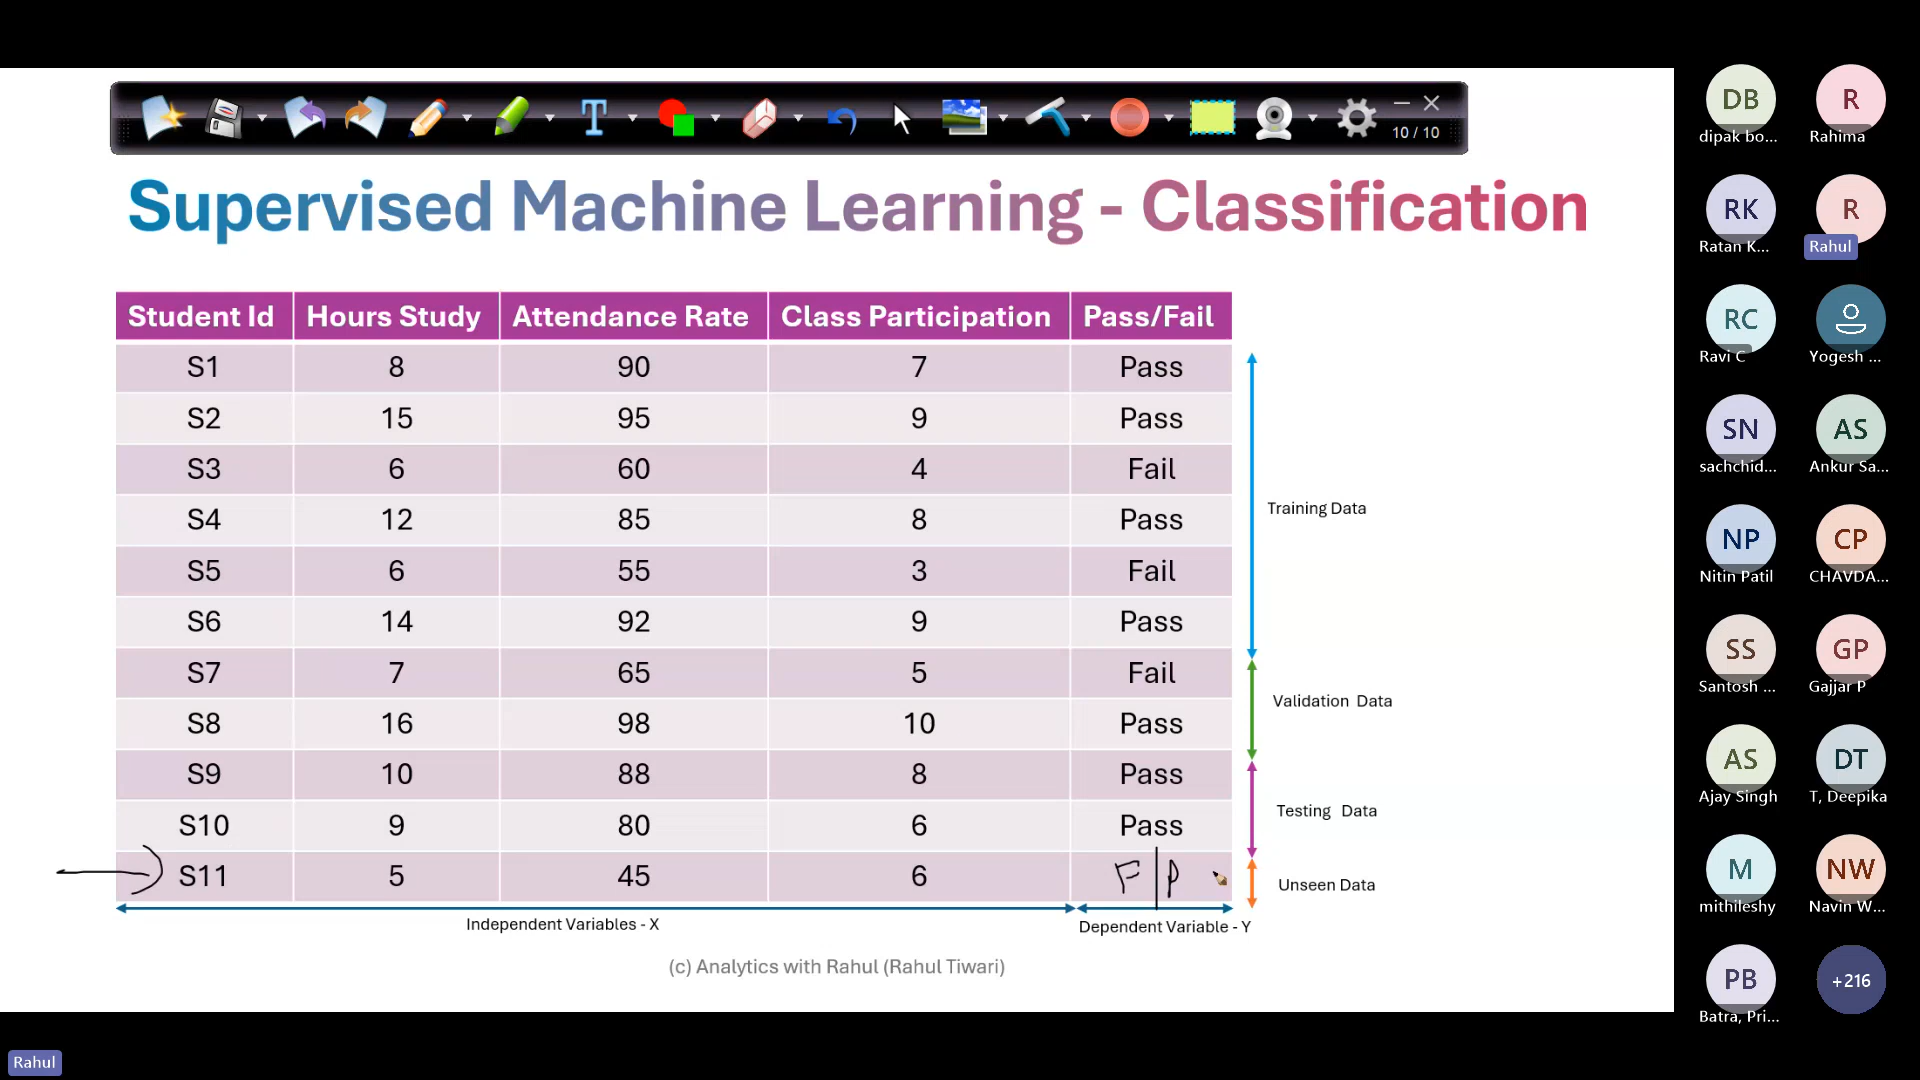 10 / 10
Supervised Machine Learning - Classification
Student Id Hours Study Attendance Rate Class Participation Pass/Fail
S1 8 90 7 Pass
S2 15 95 9 Pass
S3 6 60 4 Fail
S4 12 85 8 Pass
S5 6 55 3 Fail
S6 14 92 9 Pass
S7 7 65 5 Fail
S8 16 98 10 Pass
S9 10 88 8 Pass
S10 9 80 6 Pass
S11 5 45 6 F | P
Training Data
Validation Data
Testing Data
Unseen Data
Independent Variables - X
Dependent Variable - Y
(c) Analytics with Rahul (Rahul Tiwari)
DB R
dipak bo... Rahima
RK R
Ratan K... Rahul
RC
Ravi C Yogesh ...
SN AS
sachchid... Ankur Sa...
NP CP
Nitin Patil CHAVDA...
SS GP
Santosh ... Gajjar P
AS DT
Ajay Singh T, Deepika
M NW
mithileshy Navin W...
PB +216
Batra, Pri...
Rahul